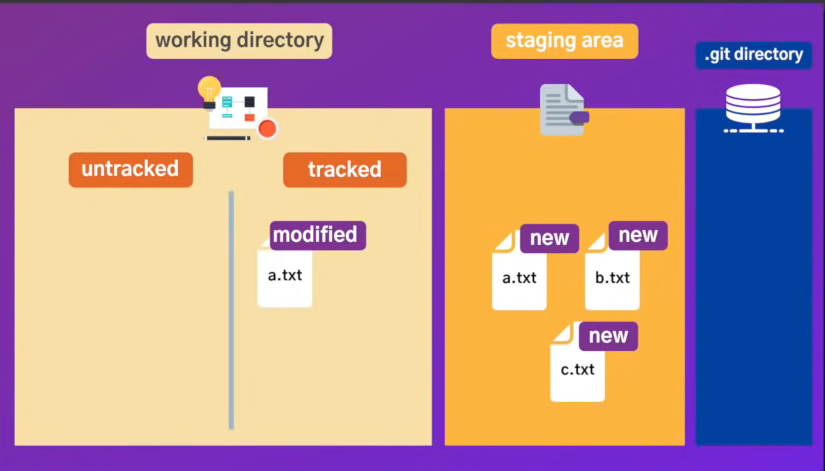 working directory
staging area
.git directory
untracked
tracked
modified
a.txt
new
a.txt
new
b.txt
new
c.txt